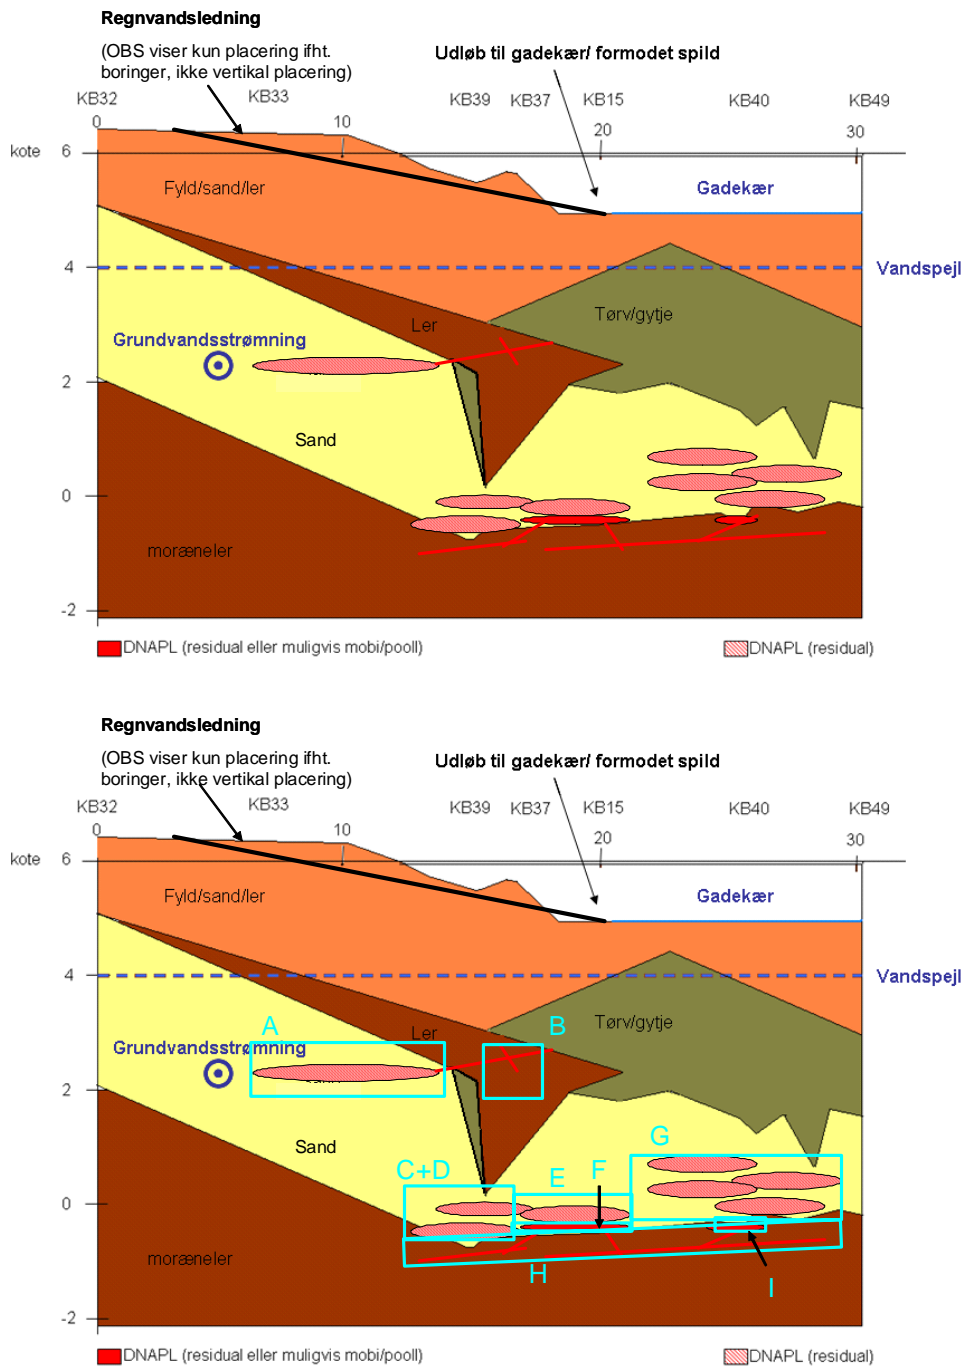 Regnvandsledning
(OBS viser kun placering ifht.
boringer, ikke vertikal placering)
Udløb til gadekær/ formodet spild
KB32 KB33 KB39 KB37 KB15 KB40 KB49
0 10 20 30
kote 6
Fyld/sand/ler
Gadekær
4
Vandspejl
Tørv/gytje
Ler
Grundvandsstrømning
2
Sand
0
moræneler
-2
DNAPL (residual eller muligvis mobi/pooll)
DNAPL (residual)
Regnvandsledning
(OBS viser kun placering ifht.
boringer, ikke vertikal placering)
Udløb til gadekær/ formodet spild
KB32 KB33 KB39 KB37 KB15 KB40 KB49
0 10 20 30
kote 6
Fyld/sand/ler
Gadekær
4
Vandspejl
A
B
Tørv/gytje
Ler
Grundvandsstrømning
2
Sand
G
C+D
E
F
0
moræneler
H
I
-2
DNAPL (residual eller muligvis mobi/pooll)
DNAPL (residual)